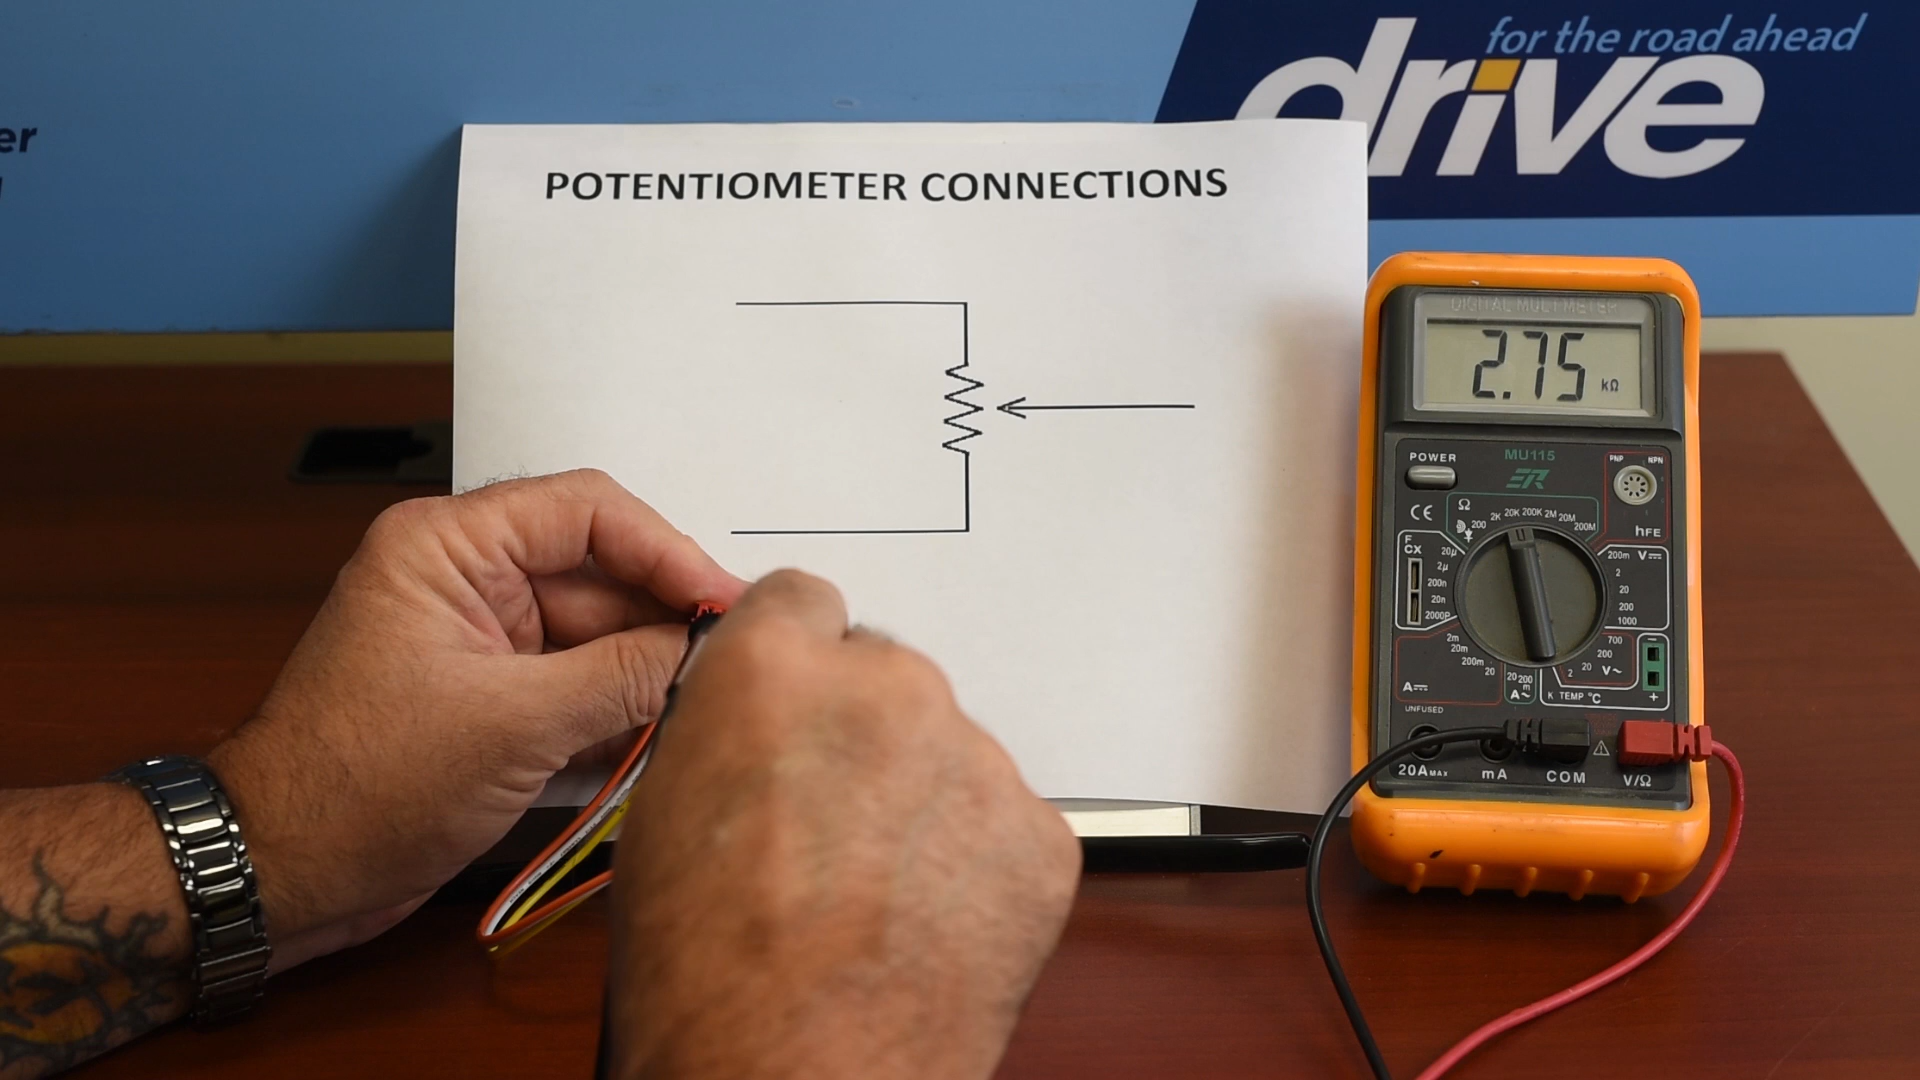 for the road ahead
drive
er
POTENTIOMETER CONNECTIONS
DIGITAL MULTIMETER
2.75 kΩ
POWER
MU115
ER
PNP NPN
CE
Ω
200 2K 20K 200K 2M 20M 200M
hFE
F
CX
20µ
2µ
200n
20n
2000P
200m V
2
20
200
1000
2m
20m
200m
20
A
20 200
m
A~
700
200
20
2
V~
K TEMP °C
+
UNFUSED
20A MAX
mA
COM
V/Ω